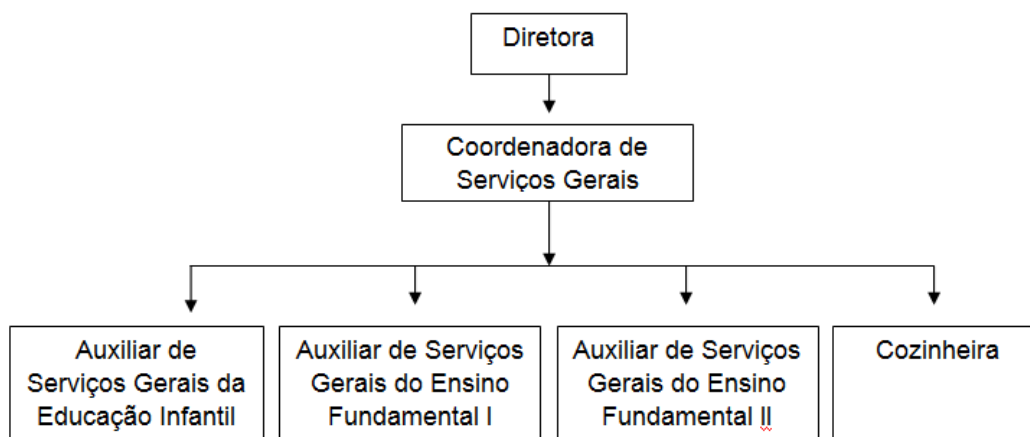 Diretora
Coordenadora de
Serviços Gerais
Auxiliar de
Serviços Gerais da
Educação Infantil
Auxiliar de Serviços
Gerais do Ensino
Fundamental I
Auxiliar de Serviços
Gerais do Ensino
Fundamental II
Cozinheira